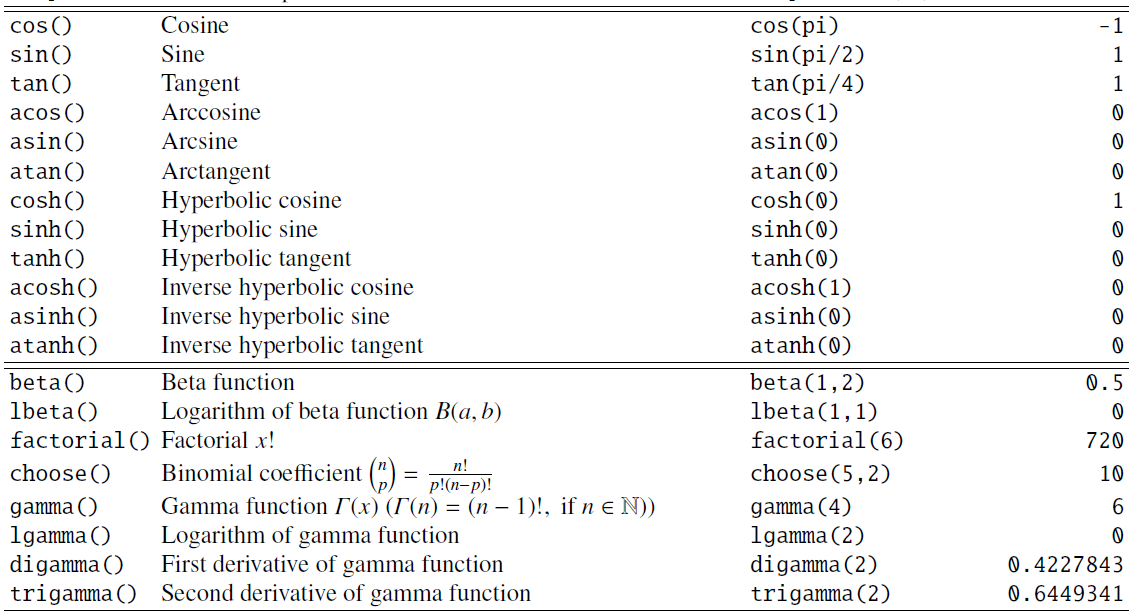 cos() Cosine cos(pi) -1
sin() Sine sin(pi/2) 1
tan() Tangent tan(pi/4) 1
acos() Arccosine acos(1) 0
asin() Arcsine asin(0) 0
atan() Arctangent atan(0) 0
cosh() Hyperbolic cosine cosh(0) 1
sinh() Hyperbolic sine sinh(0) 0
tanh() Hyperbolic tangent tanh(0) 0
acosh() Inverse hyperbolic cosine acosh(1) 0
asinh() Inverse hyperbolic sine asinh(0) 0
atanh() Inverse hyperbolic tangent atanh(0) 0
beta() Beta function beta(1,2) 0.5
lbeta() Logarithm of beta function B(a, b) lbeta(1,1) 0
factorial() Factorial x! factorial(6) 720
choose() Binomial coefficient (n p) = n!/p!(n−p)! choose(5,2) 10
gamma() Gamma function Γ(x) (Γ(n) = (n − 1)!, if n ∈ ℕ)) gamma(4) 6
lgamma() Logarithm of gamma function lgamma(2) 0
digamma() First derivative of gamma function digamma(2) 0.4227843
trigamma() Second derivative of gamma function trigamma(2) 0.6449341